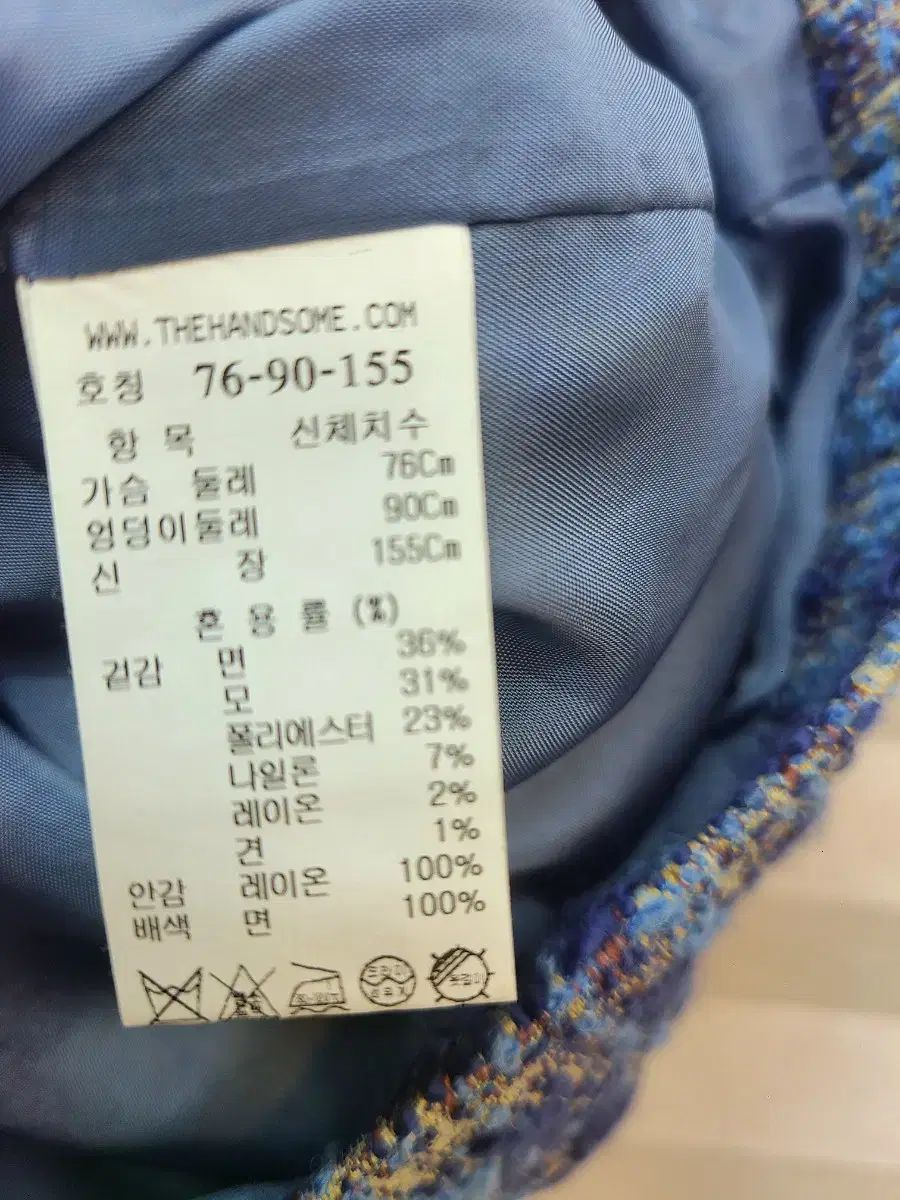 WWW.THEHANDSOME.COM
호칭 76-90-155
항 목 신체치수
가슴 둘레 76Cm
엉덩이둘레 90Cm
신 장 155Cm
혼 용 률 (%)
겉감 면 36%
모 31%
폴리에스터 23%
나일론 7%
레이온 2%
견 1%
안감 레이온 100%
배색 면 100%
드라이